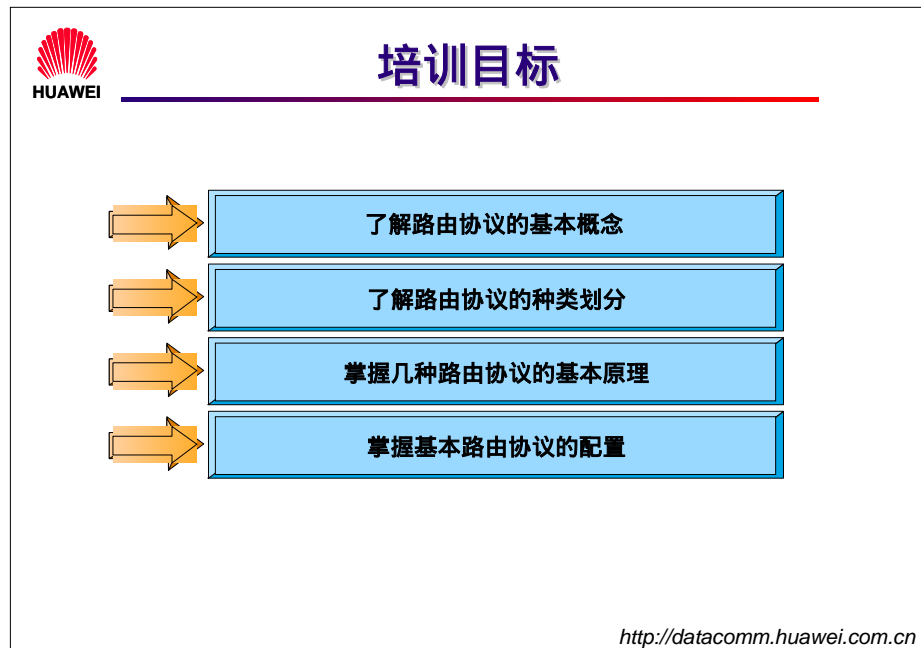 HUAWEI
培训目标
了解路由协议的基本概念
了解路由协议的种类划分
掌握几种路由协议的基本原理
掌握基本路由协议的配置
http://datacomm.huawei.com.cn